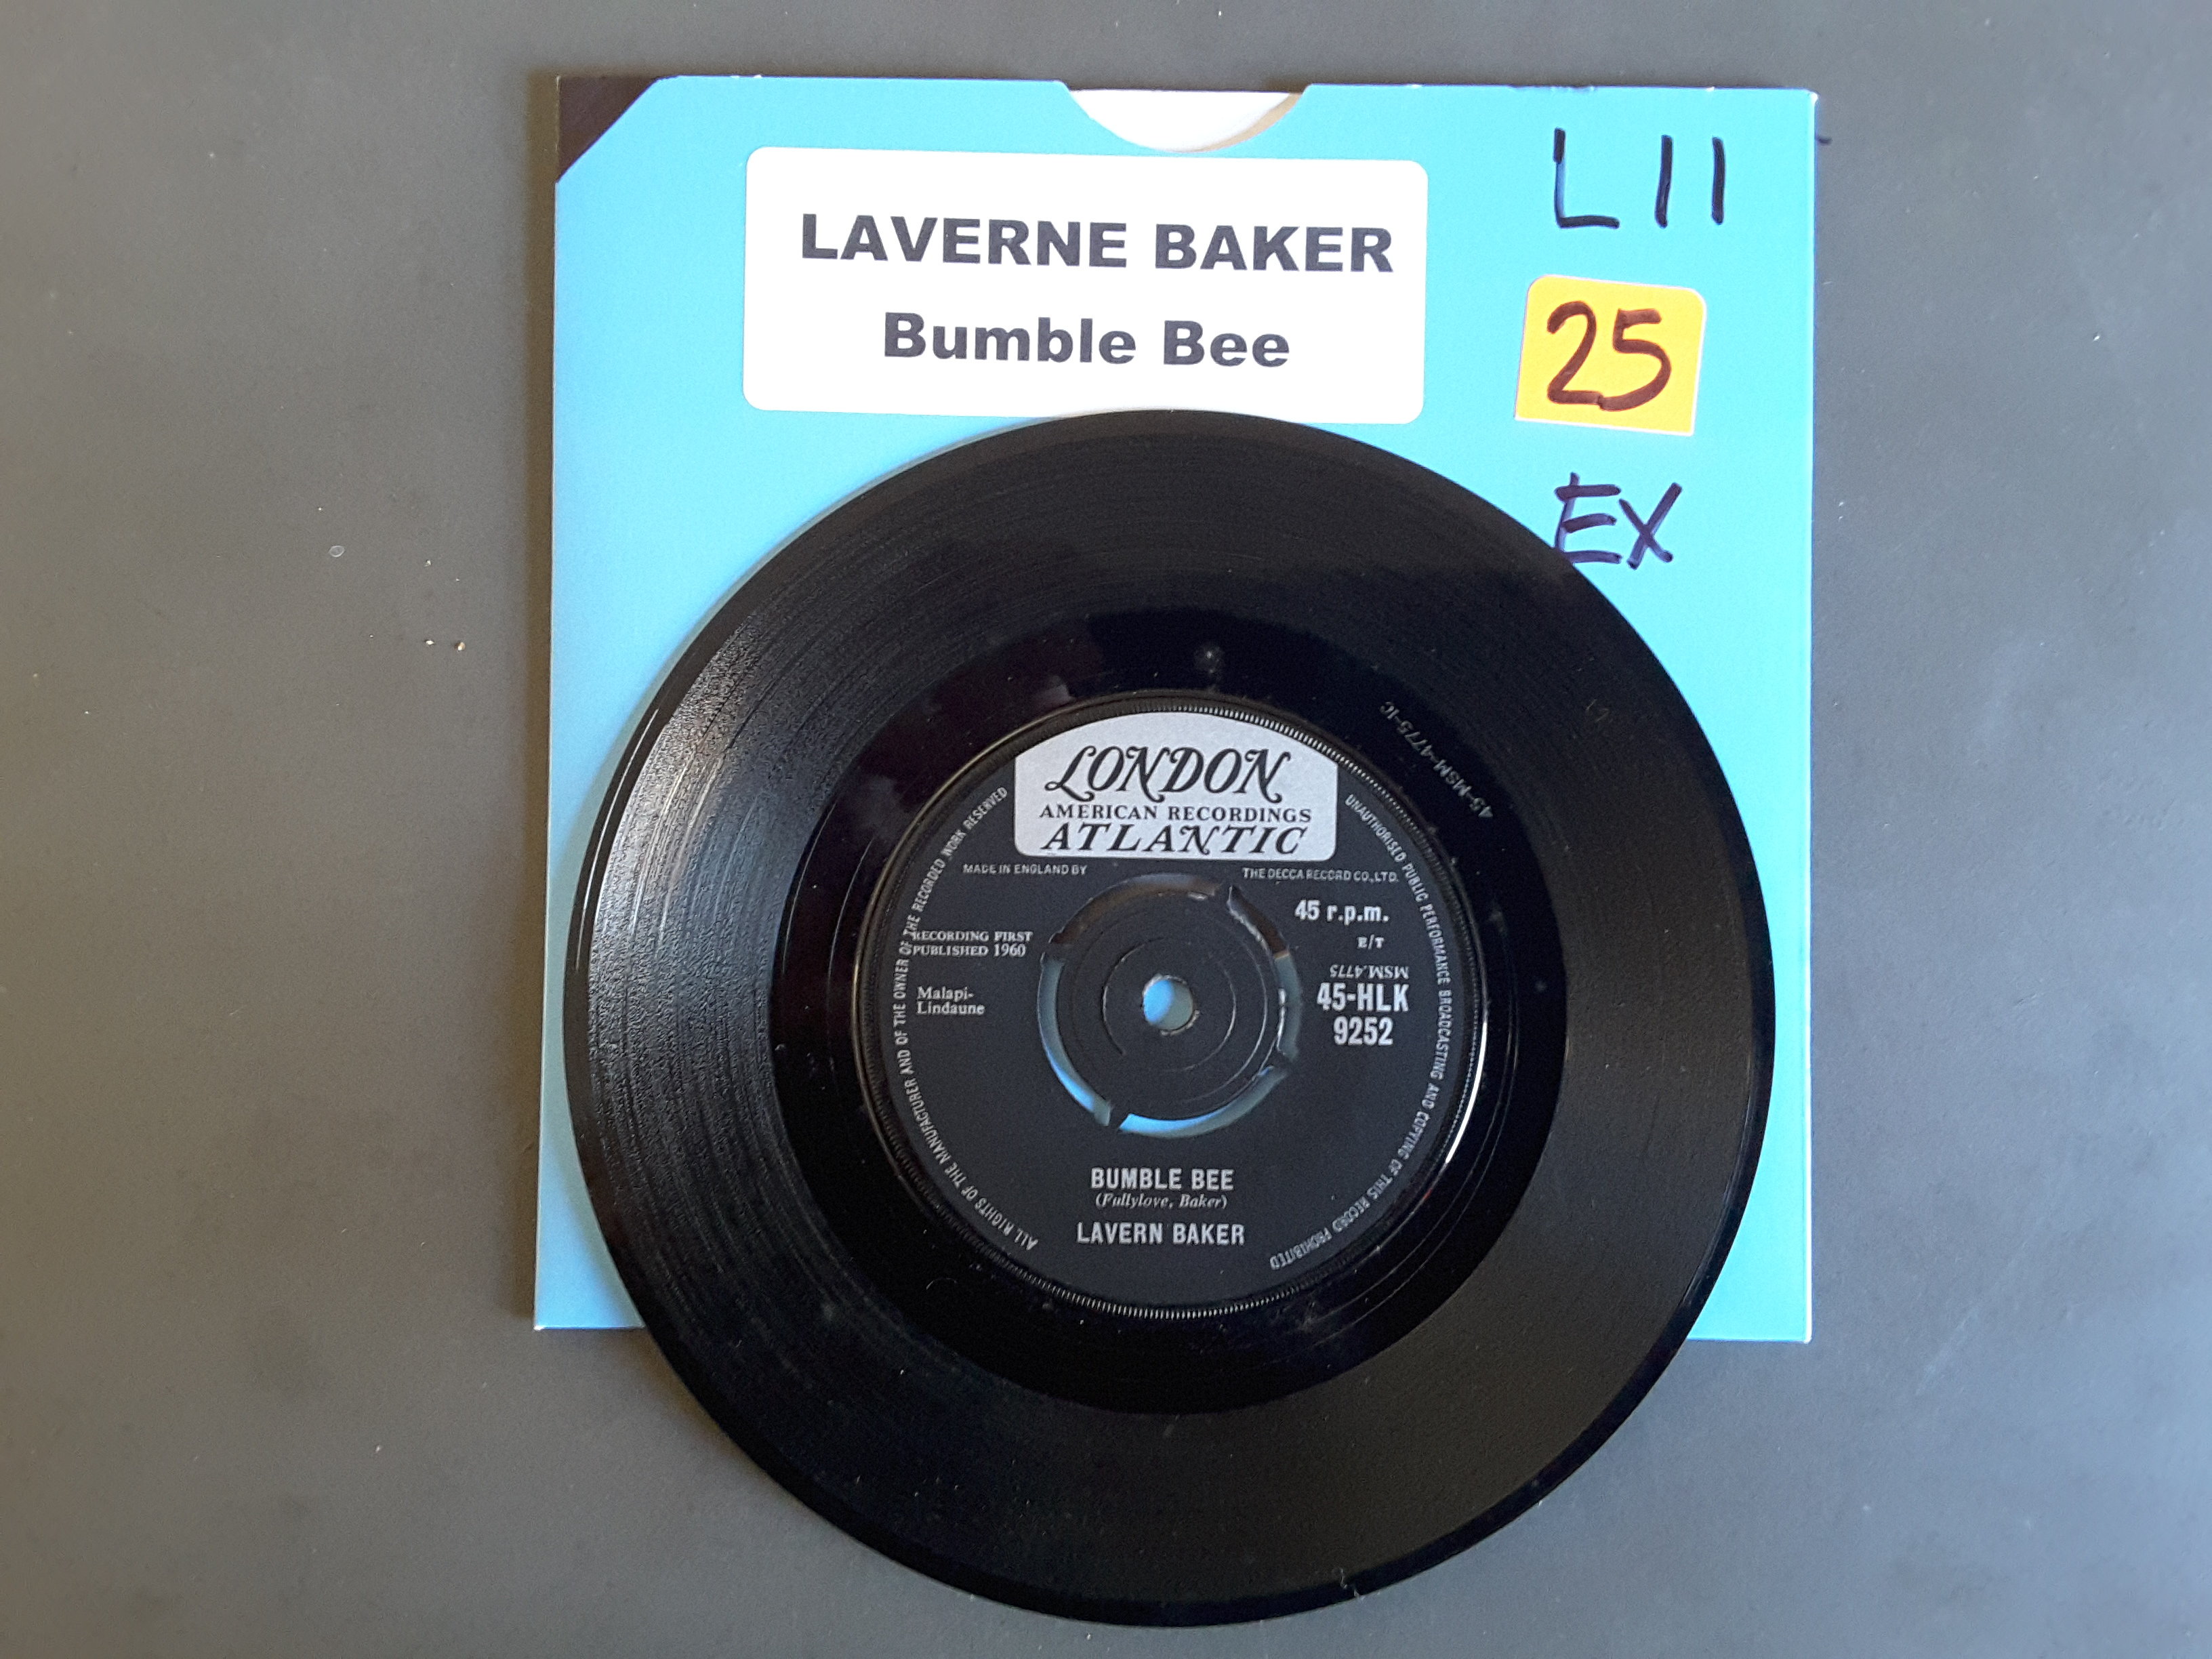 LAVERNE BAKER
Bumble Bee
L11
25
EX
LONDON
AMERICAN RECORDINGS
ATLANTIC
MADE IN ENGLAND BY THE DECCA RECORD CO., LTD.
45 r.p.m.
E/T
RECORDING FIRST
PUBLISHED 1960
MSM.4775
45-HLK
9252
Malapi-
Lindaune
BUMBLE BEE
(Fullylove, Baker)
LAVERN BAKER
ALL RIGHTS OF THE MANUFACTURER AND OF THE OWNER OF THE RECORDED WORK RESERVED
UNAUTHORISED PUBLIC PERFORMANCE BROADCASTING AND COPYING OF THIS RECORD PROHIBITED
45-MSM-4775-1C